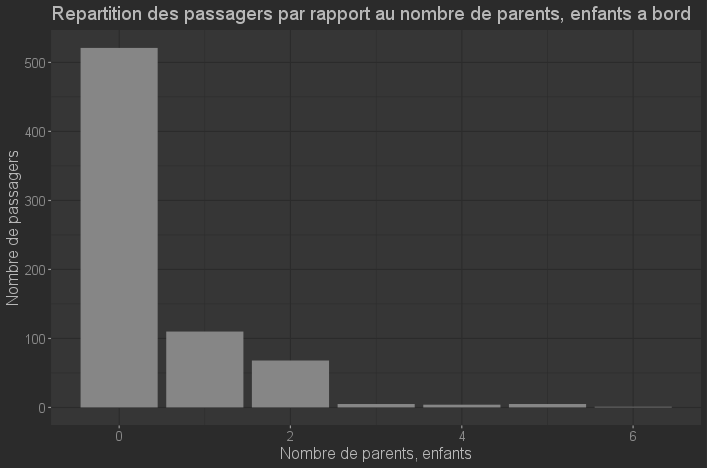 Repartition des passagers par rapport au nombre de parents, enfants a bord
Nombre de passagers
500
400
300
200
100
0
0 2 4 6
Nombre de parents, enfants